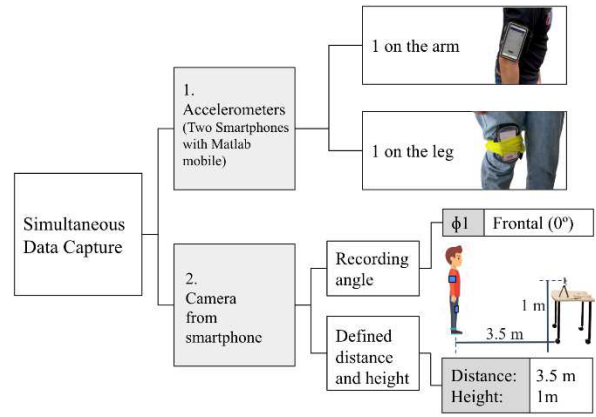 1 on the arm
1.
Accelerometers
(Two Smartphones
with Matlab
mobile)
1 on the leg
Simultaneous
Data Capture
ϕ1 Frontal (0º)
2.
Camera
from
smartphone
Recording
angle
1 m
3.5 m
Defined
distance
and height
Distance: 3.5 m
Height: 1m